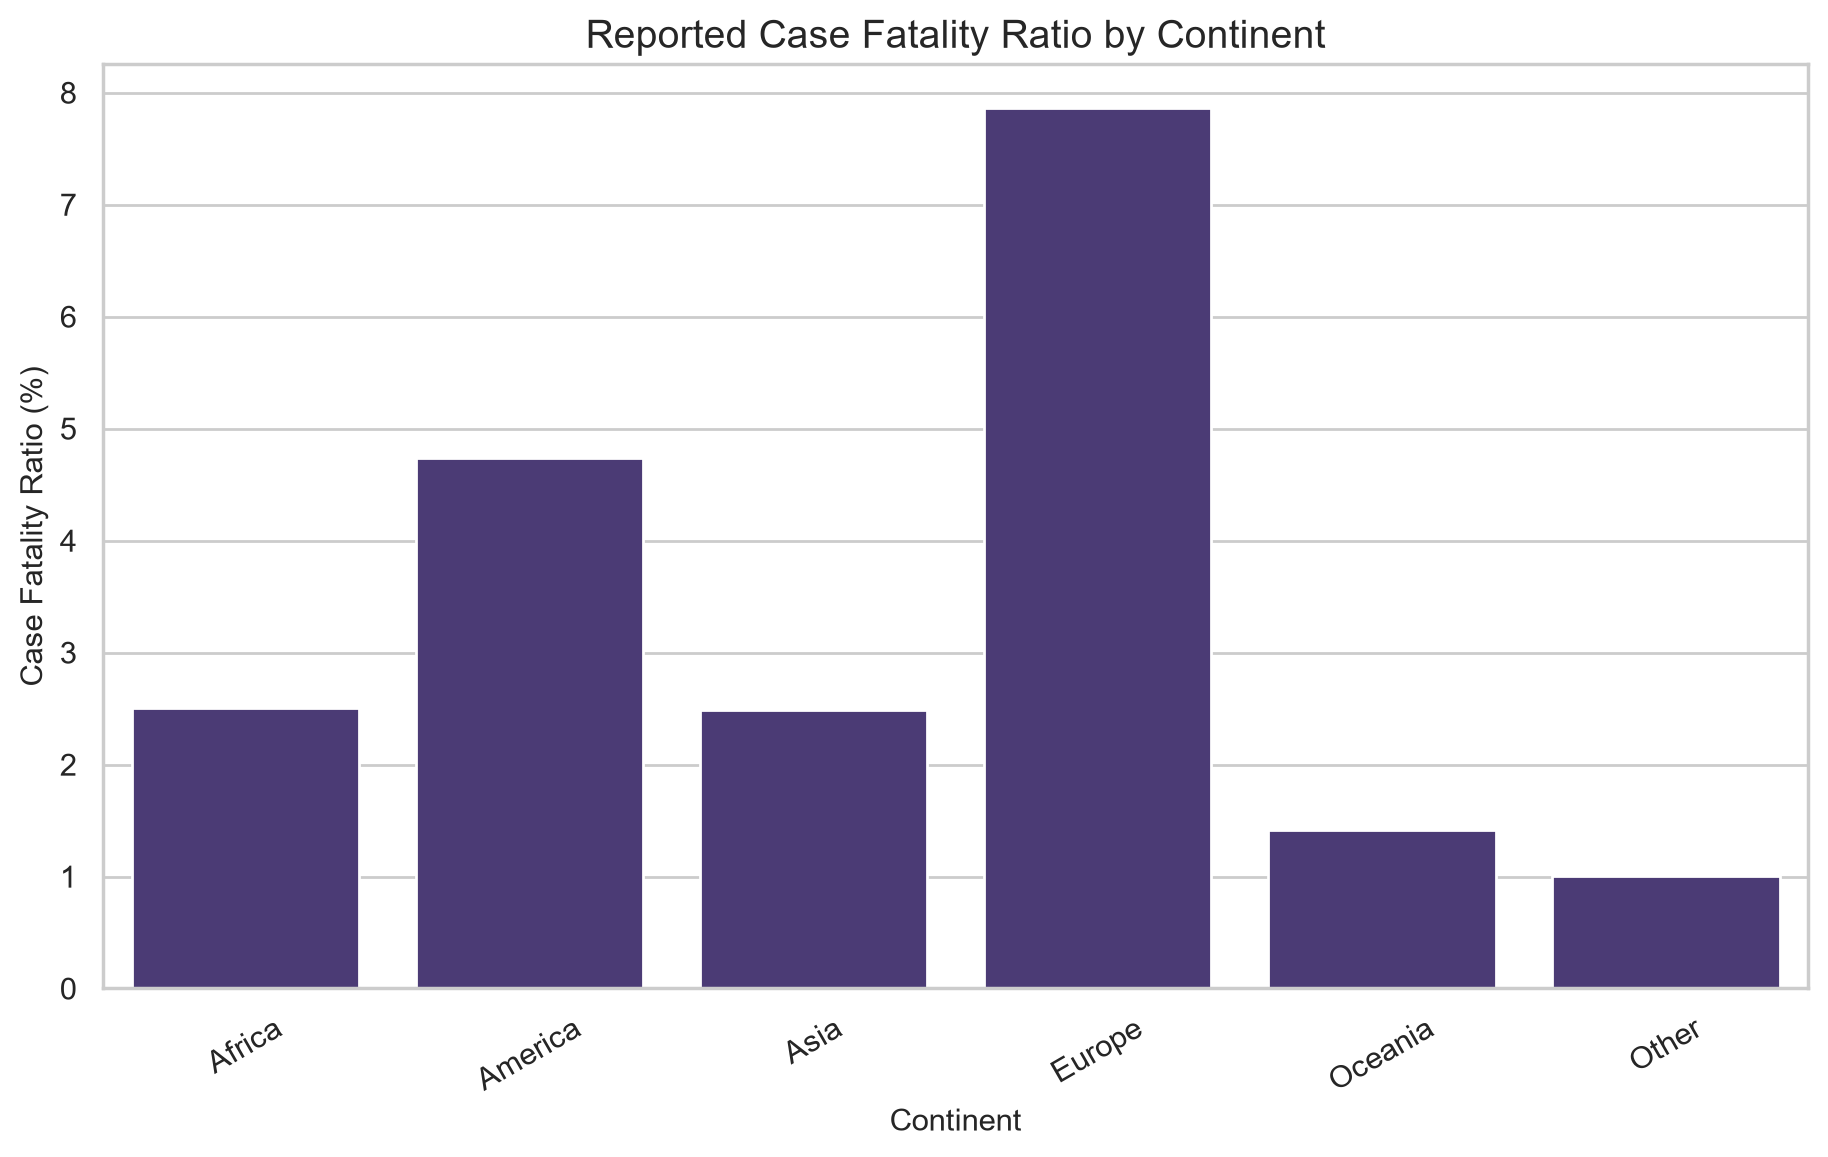 Reported Case Fatality Ratio by Continent
Case Fatality Ratio (%)
8
7
6
5
4
3
2
1
0
Africa
America
Asia
Europe
Oceania
Other
Continent